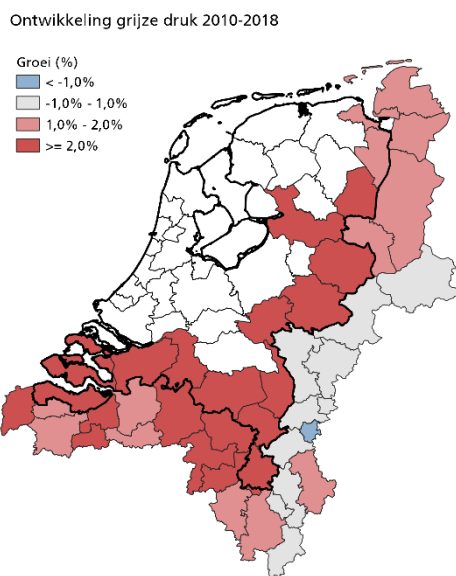 Ontwikkeling grijze druk 2010-2018
Groei (%)
< -1,0%
-1,0% - 1,0%
1,0% - 2,0%
>= 2,0%